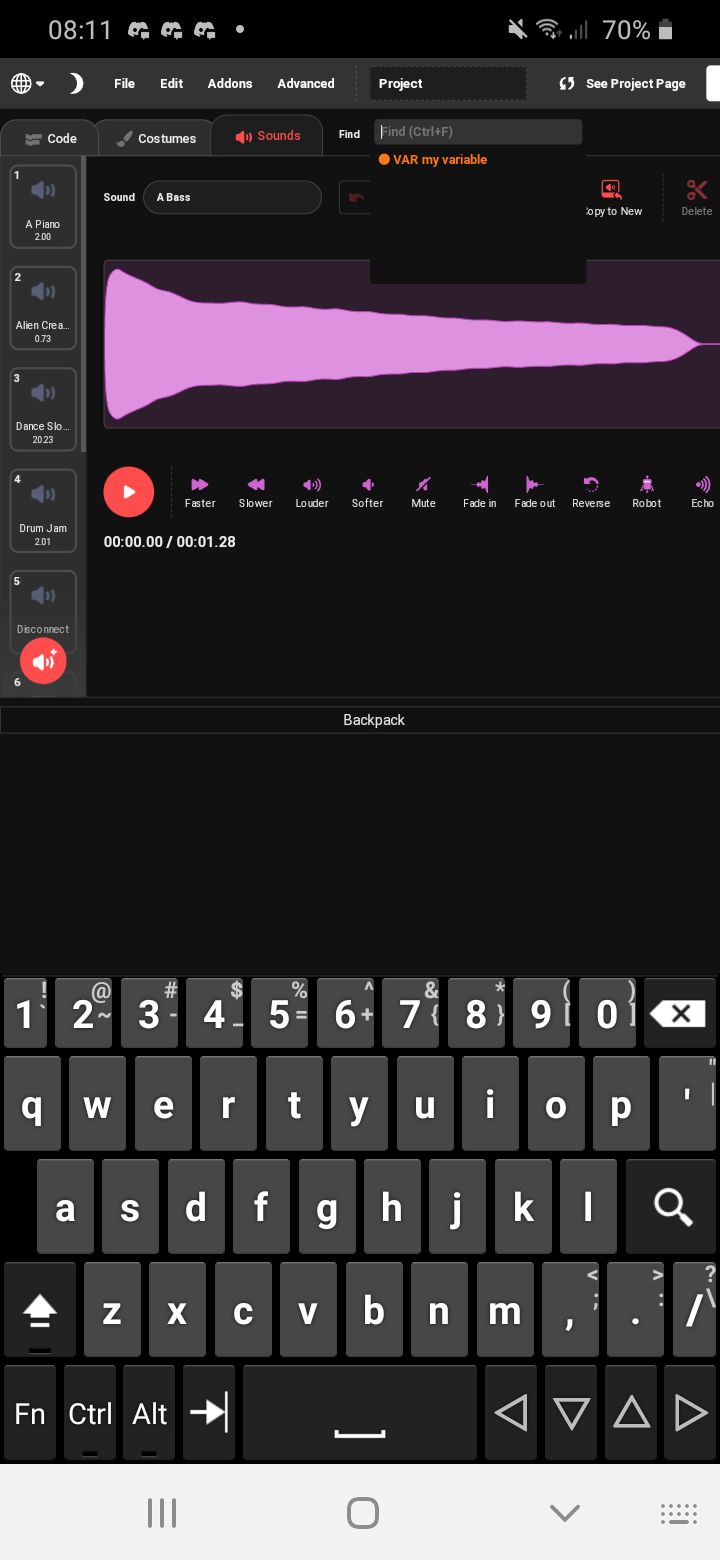 08:11 70%
File Edit Addons Advanced Project See Project Page
Code Costumes Sounds Find Find (Ctrl+F)
VAR my variable
Sound A Bass
opy to New Delete
1
A Piano
2.00
2
Alien Crea...
0.73
3
Dance Slo...
20.23
4
Drum Jam
2.01
5
Disconnect
6
Faster Slower Louder Softer Mute Fade in Fade out Reverse Robot Echo
00:00.00 / 00:01.28
Backpack
! @ # $ % ^ & * ( )
1 ` 2 ~ 3 - 4 _ 5 = 6 + 7 { 8 } 9 [ 0 ]
q w e r t y u i o p ' " |
a s d f g h j k l
z x c v b n m , < ; . > : / ? \
Fn Ctrl Alt